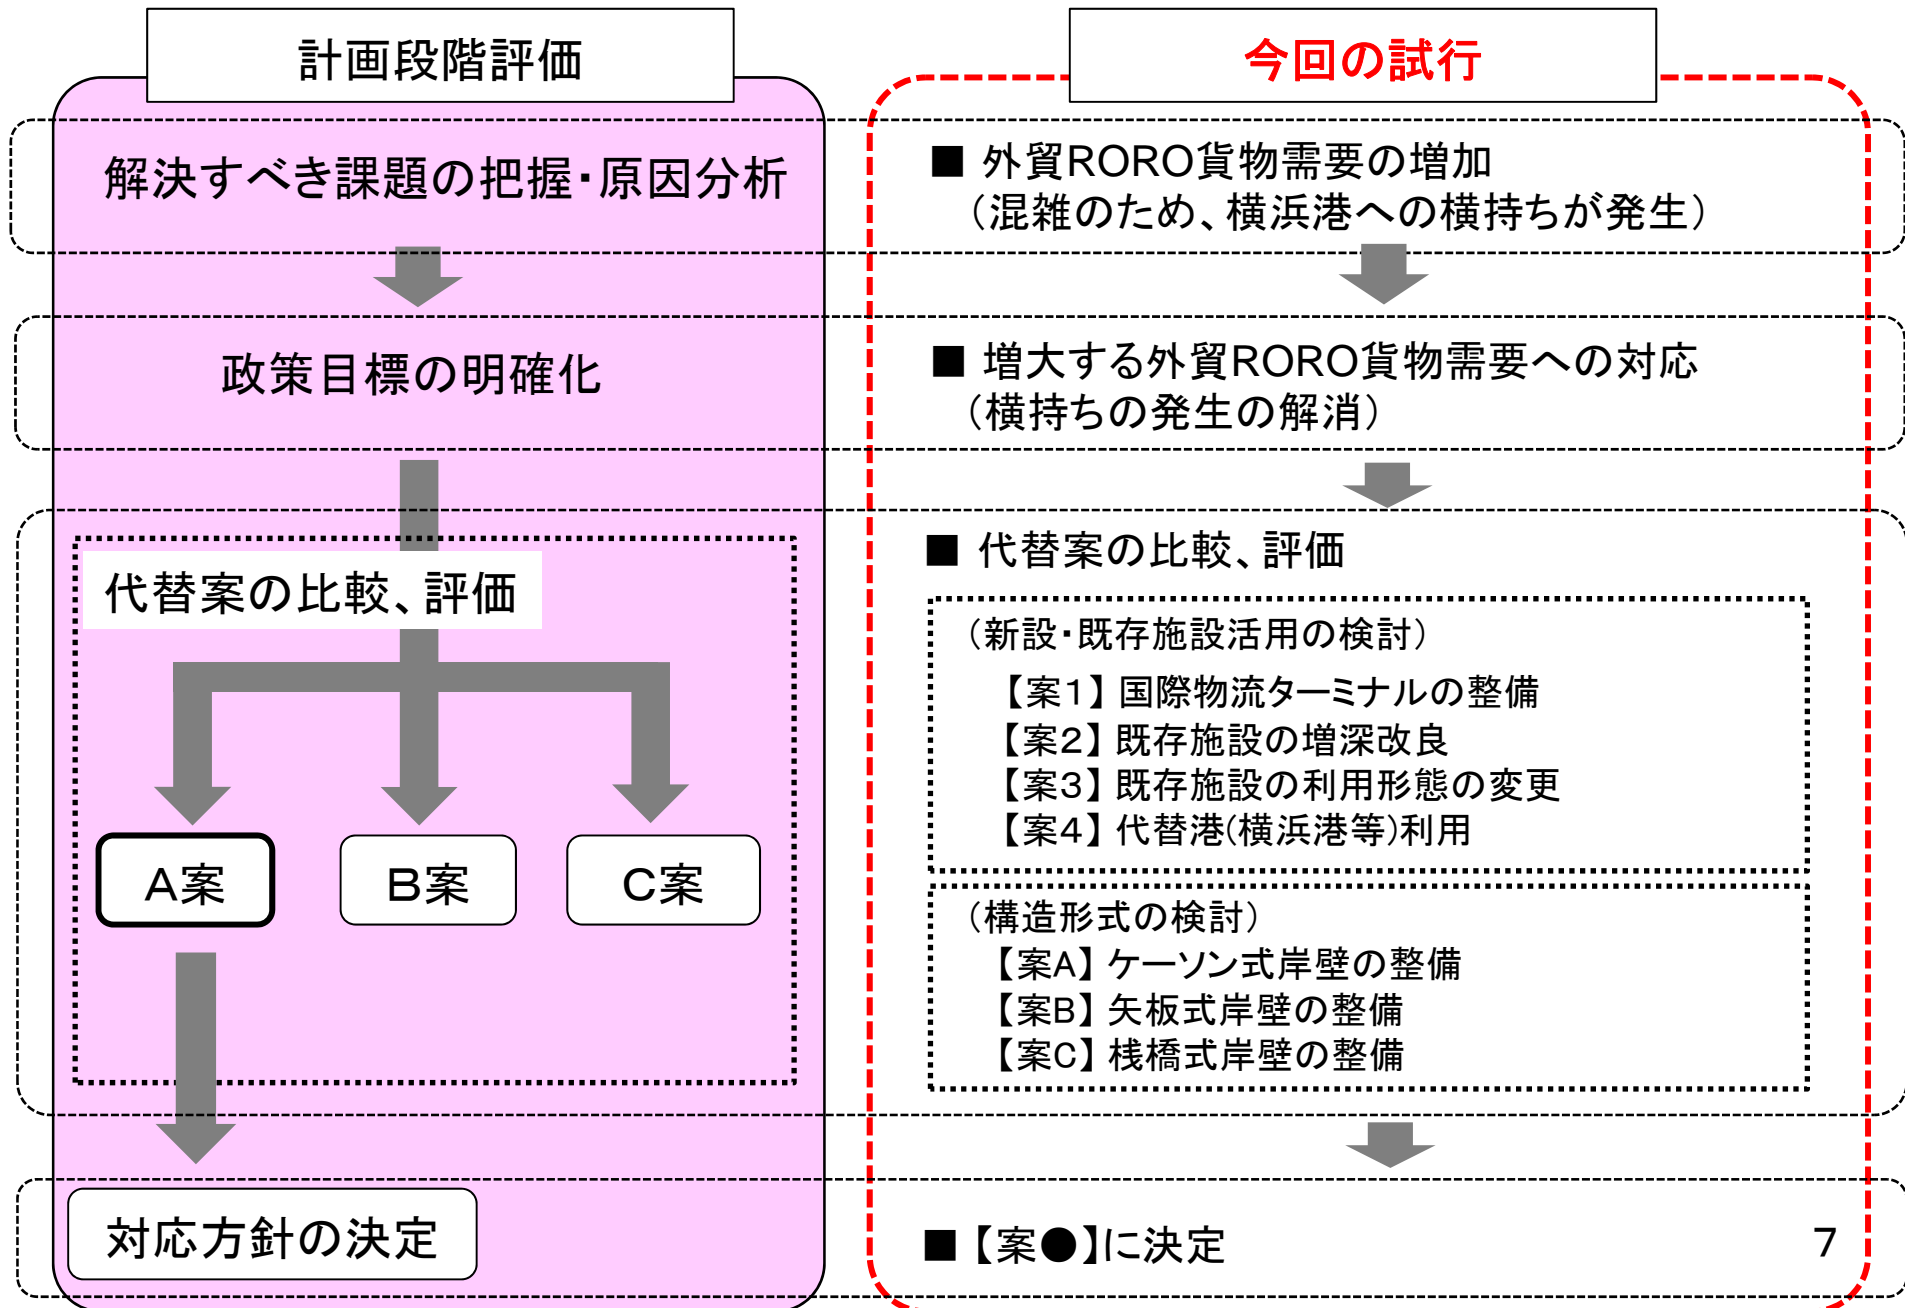 計画段階評価
解決すべき課題の把握・原因分析
政策目標の明確化
代替案の比較、評価
A案
B案
C案
対応方針の決定
今回の試行
■ 外貿RORO貨物需要の増加
（混雑のため、横浜港への横持ちが発生）
■ 増大する外貿RORO貨物需要への対応
（横持ちの発生の解消）
■ 代替案の比較、評価
（新設・既存施設活用の検討）
【案１】国際物流ターミナルの整備
【案２】既存施設の増深改良
【案３】既存施設の利用形態の変更
【案４】代替港(横浜港等)利用
（構造形式の検討）
【案A】ケーソン式岸壁の整備
【案B】矢板式岸壁の整備
【案C】桟橋式岸壁の整備
■【案●】に決定
7